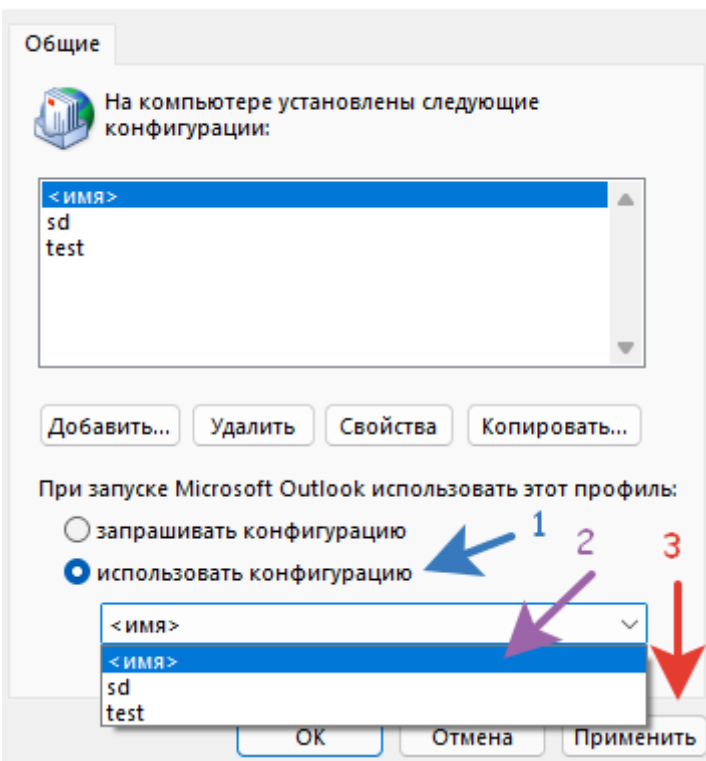 Общие
На компьютере установлены следующие
конфигурации:
<имя>
sd
test
Добавить... Удалить Свойства Копировать...
При запуске Microsoft Outlook использовать этот профиль:
запрашивать конфигурацию 1 2 3
использовать конфигурацию
<имя>
<имя>
sd
test
ОК Отмена Применить